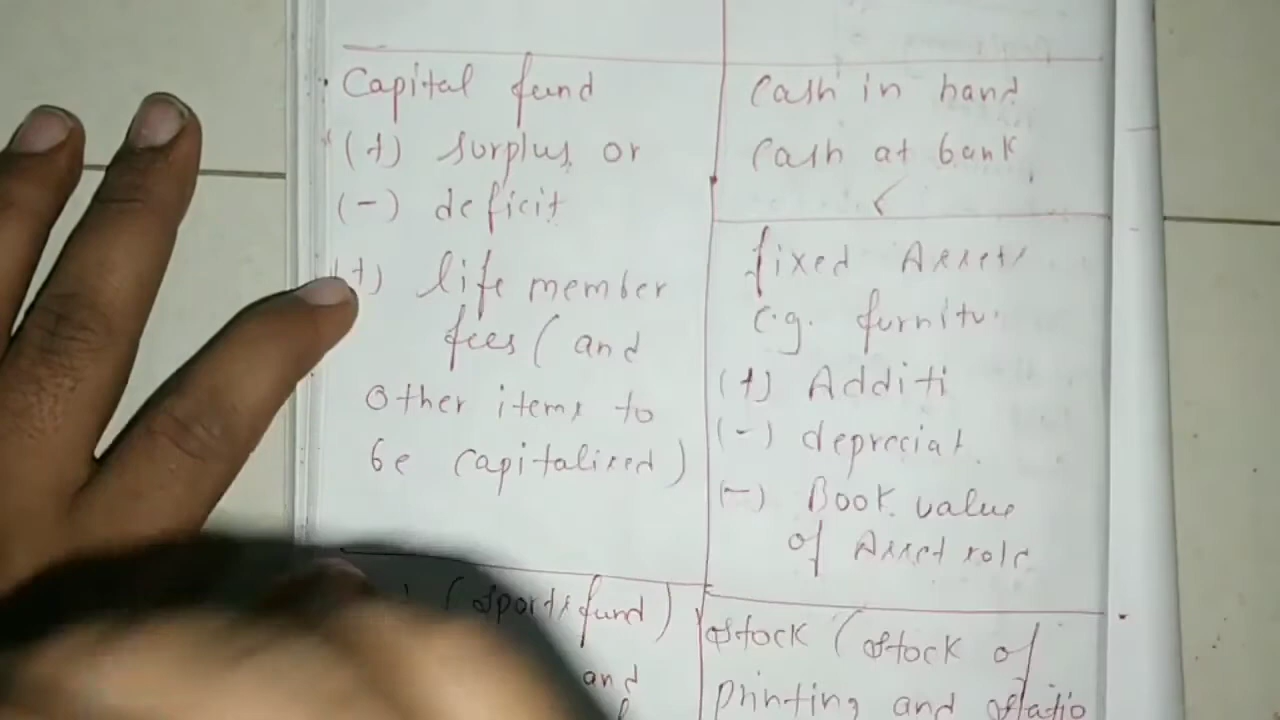 Capital fund
(+) surplus or
(-) deficit
(+) life member
fees (and
other items to
be capitalised)
(sports fund)
and
Cash in hand
Cash at bank
fixed Assets
e.g. furnitu
(+) Additi
(-) depreciat
(-) Book value
of Asset sold
stock (stock of
printing and statio